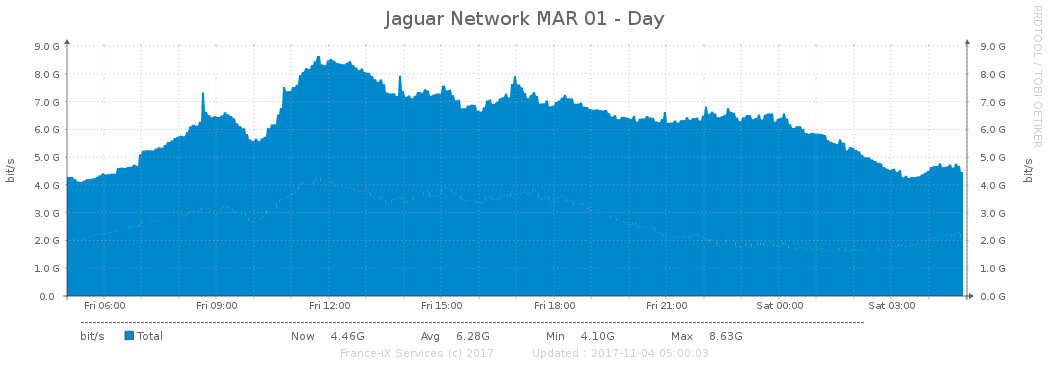 Jaguar Network MAR 01 - Day
RRDTOOL / TOBI OETIKER
bit/s
9.0 G
8.0 G
7.0 G
6.0 G
5.0 G
4.0 G
3.0 G
2.0 G
1.0 G
0.0
9.0 G
8.0 G
7.0 G
6.0 G
5.0 G
4.0 G
3.0 G
2.0 G
1.0 G
0.0 G
bit/s
Fri 06:00 Fri 09:00 Fri 12:00 Fri 15:00 Fri 18:00 Fri 21:00 Sat 00:00 Sat 03:00
bit/s Total Now 4.46G Avg 6.28G Min 4.10G Max 8.63G
France-IX Services (c) 2017 Updated : 2017-11-04 05:00:03